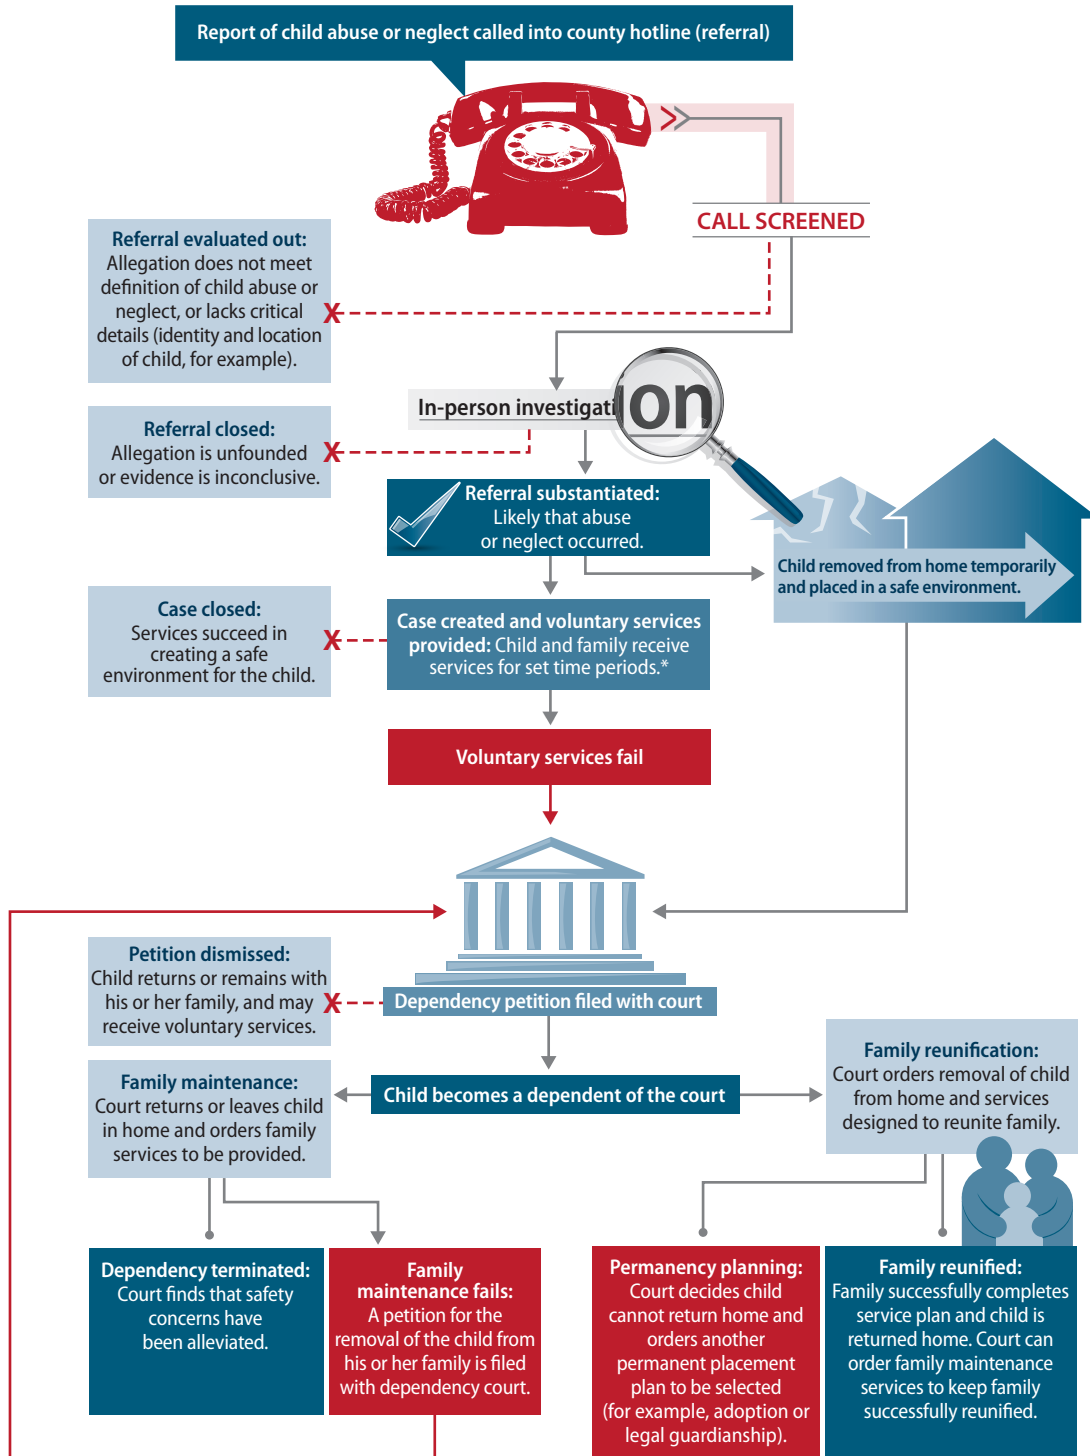 Report of child abuse or neglect called into county hotline (referral)
CALL SCREENED
Referral evaluated out:
Allegation does not meet
definition of child abuse or
neglect, or lacks critical
details (identity and location
of child, for example).
X
In-person investigation
Referral closed:
Allegation is unfounded
or evidence is inconclusive.
X
Referral substantiated:
Likely that abuse
or neglect occurred.
Child removed from home temporarily
and placed in a safe environment.
Case closed:
Services succeed in
creating a safe
environment for the child.
X
Case created and voluntary services
provided: Child and family receive
services for set time periods.*
Voluntary services fail
Petition dismissed:
Child returns or remains with
his or her family, and may
receive voluntary services.
X
Dependency petition filed with court
Child becomes a dependent of the court
Family maintenance:
Court returns or leaves child
in home and orders family
services to be provided.
Family reunification:
Court orders removal of child
from home and services
designed to reunite family.
Dependency terminated:
Court finds that safety
concerns have
been alleviated.
Family
maintenance fails:
A petition for the
removal of the child from
his or her family is filed
with dependency court.
Permanency planning:
Court decides child
cannot return home and
orders another
permanent placement
plan to be selected
(for example, adoption or
legal guardianship).
Family reunified:
Family successfully completes
service plan and child is
returned home. Court can
order family maintenance
services to keep family
successfully reunified.